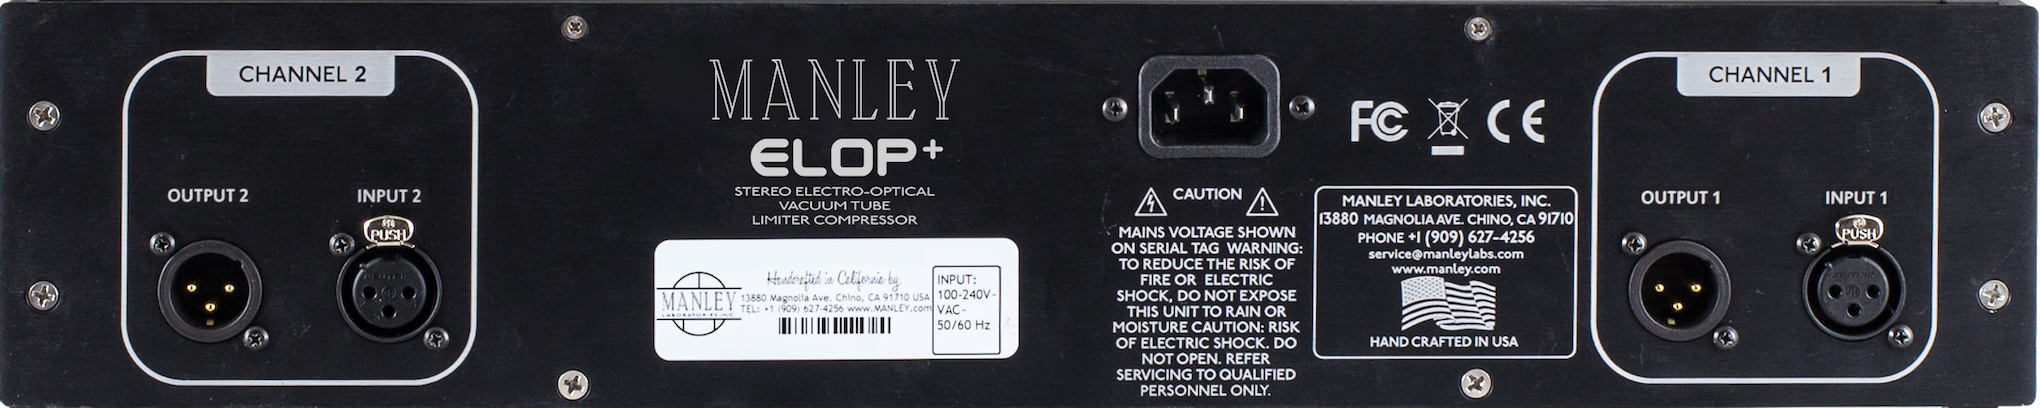 CHANNEL 2
OUTPUT 2
INPUT 2
PUSH
MANLEY
ELOP+
STEREO ELECTRO-OPTICAL
VACUUM TUBE
LIMITER COMPRESSOR
Handcrafted in California by:
MANLEY
LABORATORIES INC.
13880 Magnolia Ave. Chino, CA 91710 USA
TEL: +1 (909) 627-4256 www.MANLEY.com
INPUT:
100-240V~
VAC~
50/60 Hz
CAUTION
MAINS VOLTAGE SHOWN
ON SERIAL TAG WARNING:
TO REDUCE THE RISK OF
FIRE OR ELECTRIC
SHOCK, DO NOT EXPOSE
THIS UNIT TO RAIN OR
MOISTURE CAUTION: RISK
OF ELECTRIC SHOCK. DO
NOT OPEN. REFER
SERVICING TO QUALIFIED
PERSONNEL ONLY.
FC
CE
MANLEY LABORATORIES, INC.
13880 MAGNOLIA AVE. CHINO, CA 91710
PHONE +1 (909) 627-4256
service@manleylabs.com
www.manley.com
HAND CRAFTED IN USA
CHANNEL 1
OUTPUT 1
INPUT 1
PUSH